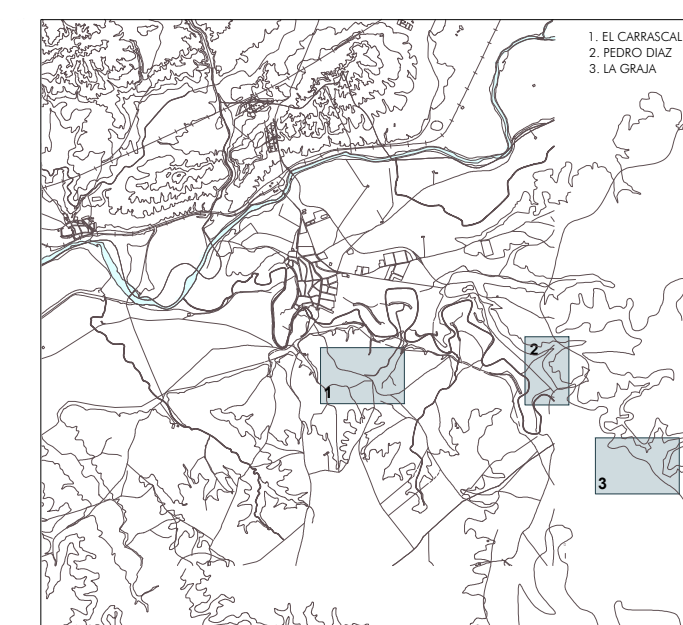 1. EL CARRASCAL
2. PEDRO DIAZ
3. LA GRAJA
2
1
3